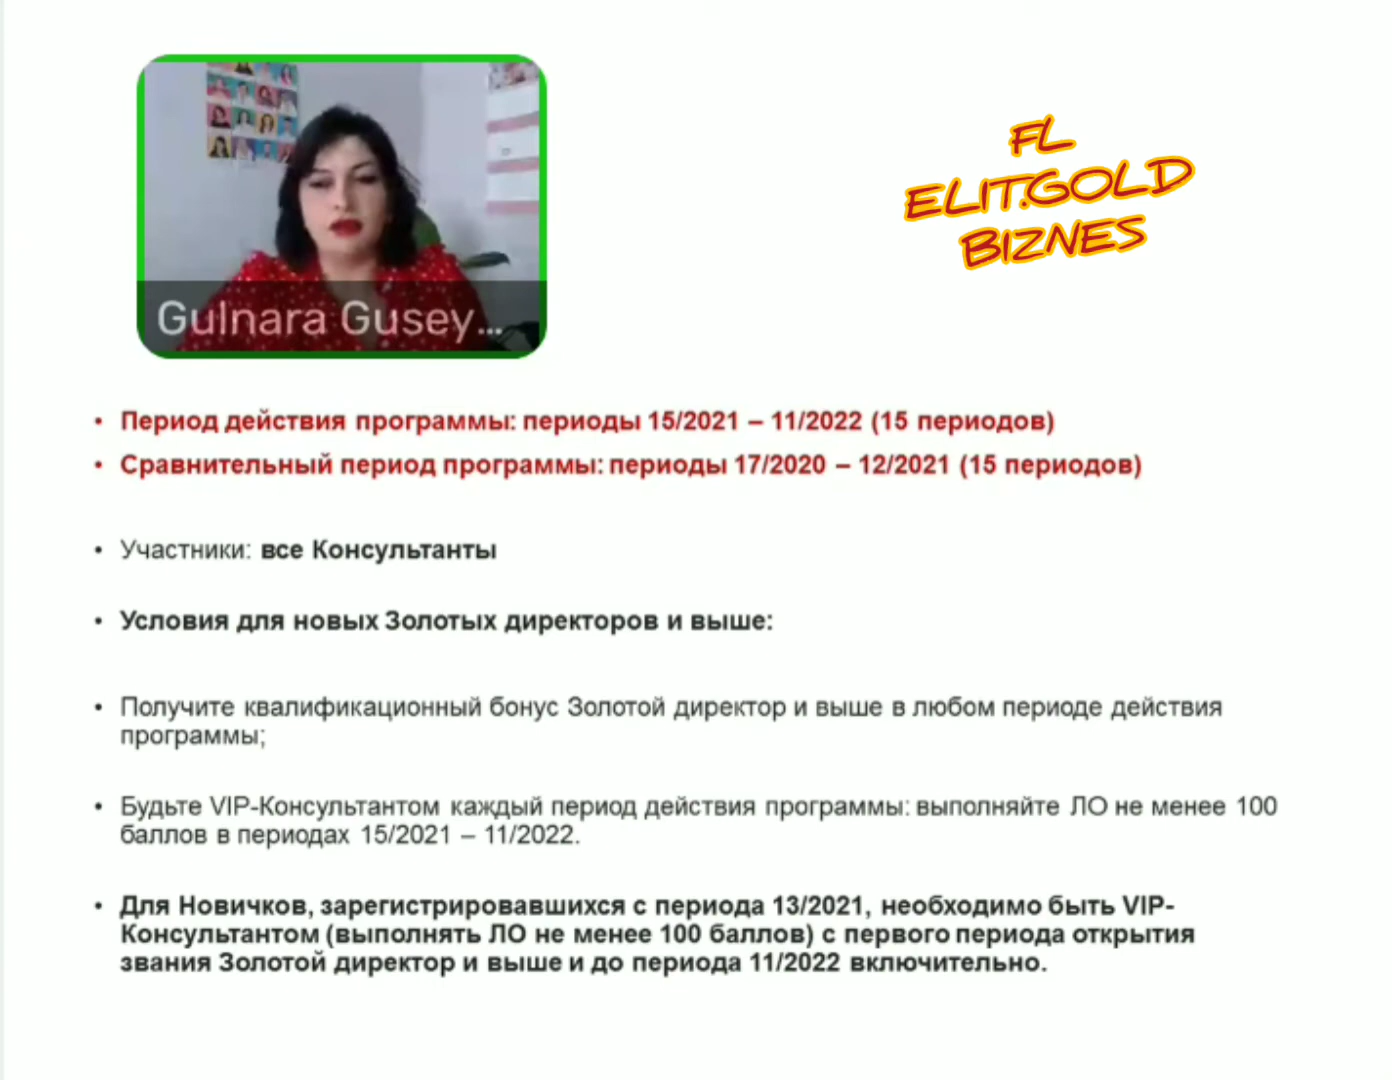 Gulnara Gusey...
FL
ELIT.GOLD
BIZNES
• Период действия программы: периоды 15/2021 – 11/2022 (15 периодов)
• Сравнительный период программы: периоды 17/2020 – 12/2021 (15 периодов)
• Участники: все Консультанты
• Условия для новых Золотых директоров и выше:
• Получите квалификационный бонус Золотой директор и выше в любом периоде действия
программы;
• Будьте VIP-Консультантом каждый период действия программы: выполняйте ЛО не менее 100
баллов в периодах 15/2021 – 11/2022.
• Для Новичков, зарегистрировавшихся с периода 13/2021, необходимо быть VIP-
Консультантом (выполнять ЛО не менее 100 баллов) с первого периода открытия
звания Золотой директор и выше и до периода 11/2022 включительно.